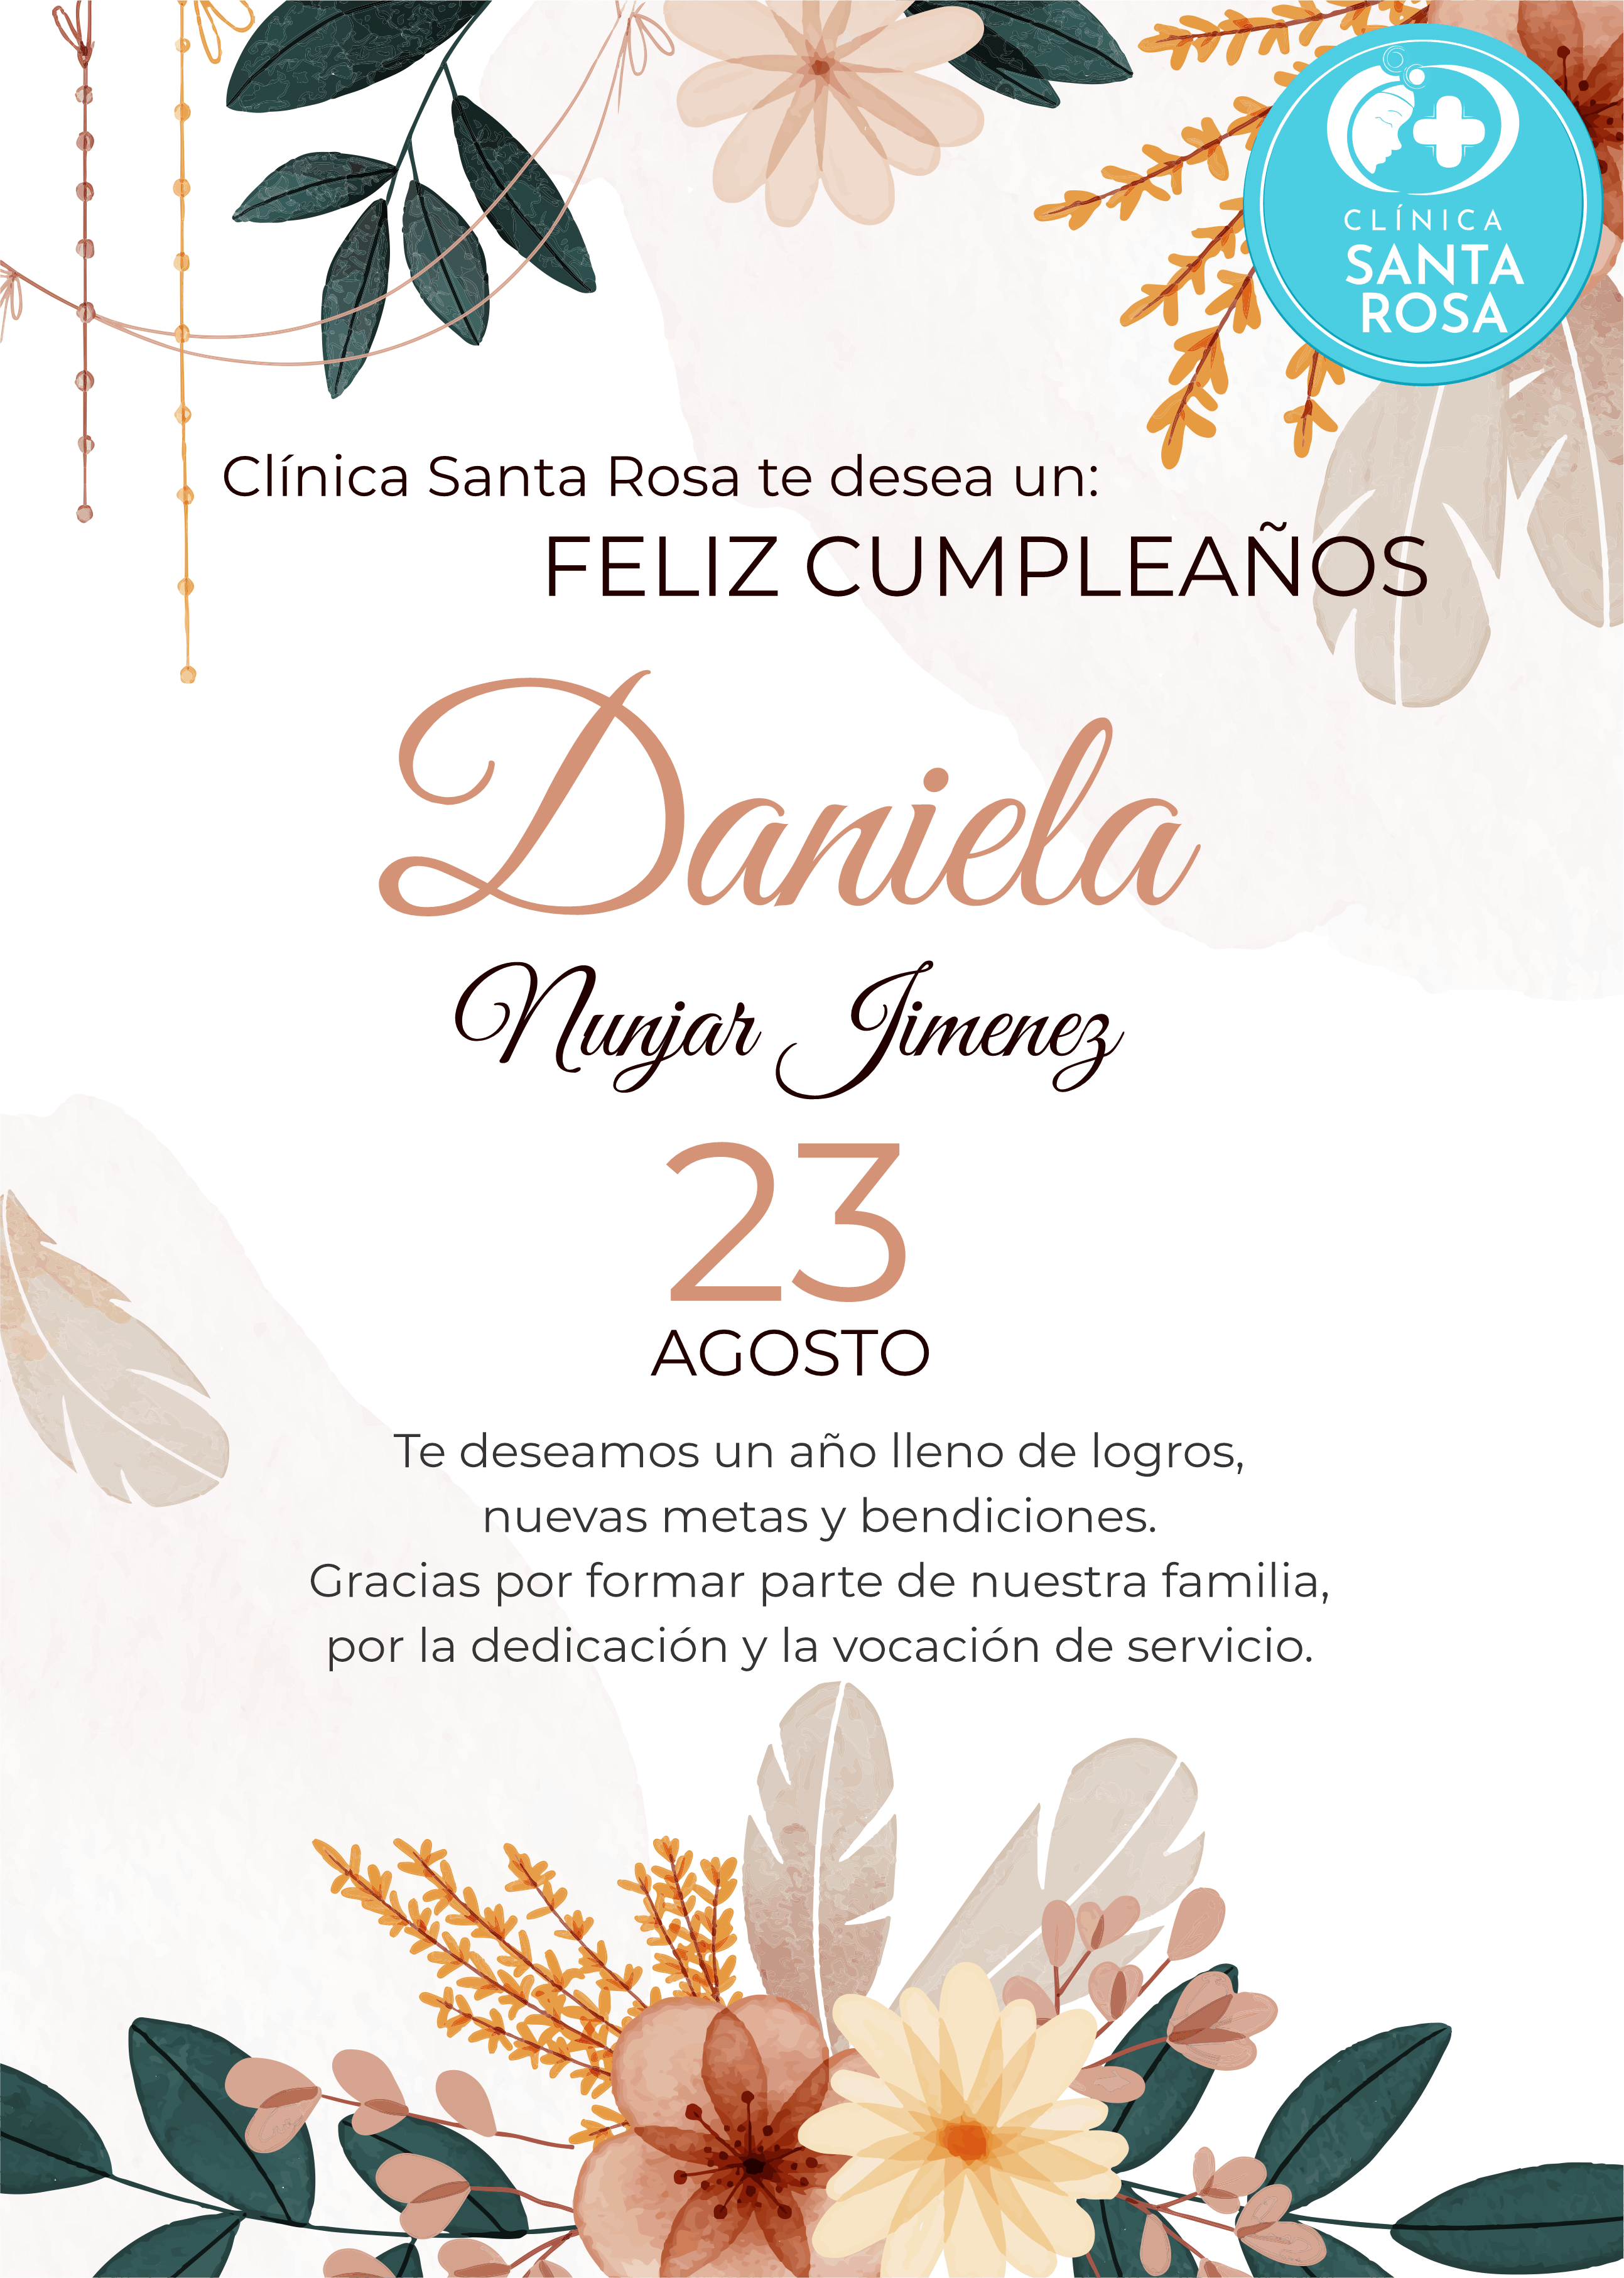 CLÍNICA
SANTA
ROSA
Clínica Santa Rosa te desea un:
FELIZ CUMPLEAÑOS
Daniela
Nunjar Jimenez
23
AGOSTO
Te deseamos un año lleno de logros,
nuevas metas y bendiciones.
Gracias por formar parte de nuestra familia,
por la dedicación y la vocación de servicio.